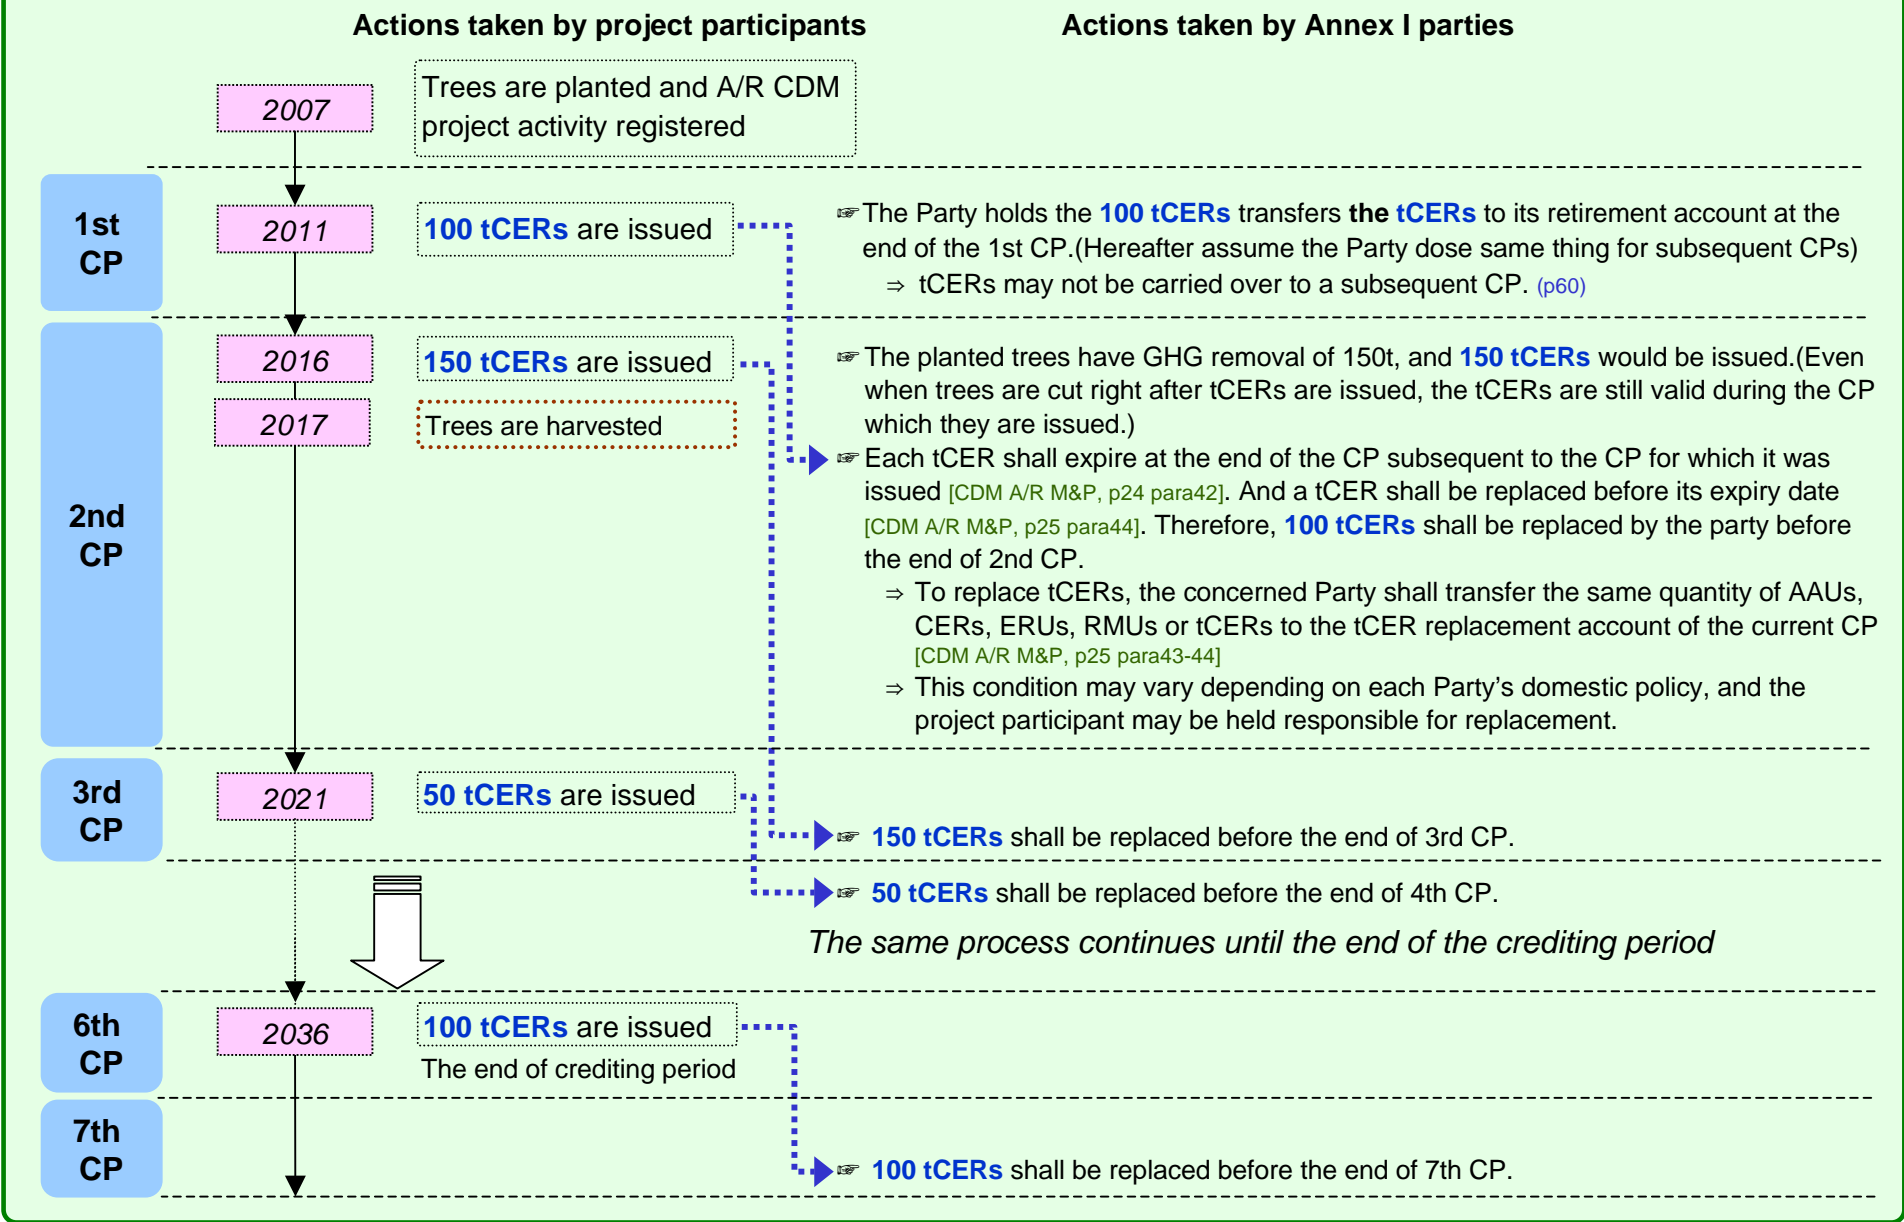 Actions taken by project participants
Actions taken by Annex I parties
2007
Trees are planted and A/R CDM
project activity registered
1st
CP
2011
100 tCERs are issued
☞The Party holds the 100 tCERs transfers the tCERs to its retirement account at the
end of the 1st CP.(Hereafter assume the Party dose same thing for subsequent CPs)
⇒ tCERs may not be carried over to a subsequent CP. (p60)
2nd
CP
2016
150 tCERs are issued
2017
Trees are harvested
☞The planted trees have GHG removal of 150t, and 150 tCERs would be issued.(Even
when trees are cut right after tCERs are issued, the tCERs are still valid during the CP
which they are issued.)
☞Each tCER shall expire at the end of the CP subsequent to the CP for which it was
issued [CDM A/R M&P, p24 para42]. And a tCER shall be replaced before its expiry date
[CDM A/R M&P, p25 para44]. Therefore, 100 tCERs shall be replaced by the party before
the end of 2nd CP.
⇒ To replace tCERs, the concerned Party shall transfer the same quantity of AAUs,
CERs, ERUs, RMUs or tCERs to the tCER replacement account of the current CP
[CDM A/R M&P, p25 para43-44]
⇒ This condition may vary depending on each Party’s domestic policy, and the
project participant may be held responsible for replacement.
3rd
CP
2021
50 tCERs are issued
☞ 150 tCERs shall be replaced before the end of 3rd CP.
☞ 50 tCERs shall be replaced before the end of 4th CP.
The same process continues until the end of the crediting period
6th
CP
2036
100 tCERs are issued
The end of crediting period
7th
CP
☞ 100 tCERs shall be replaced before the end of 7th CP.